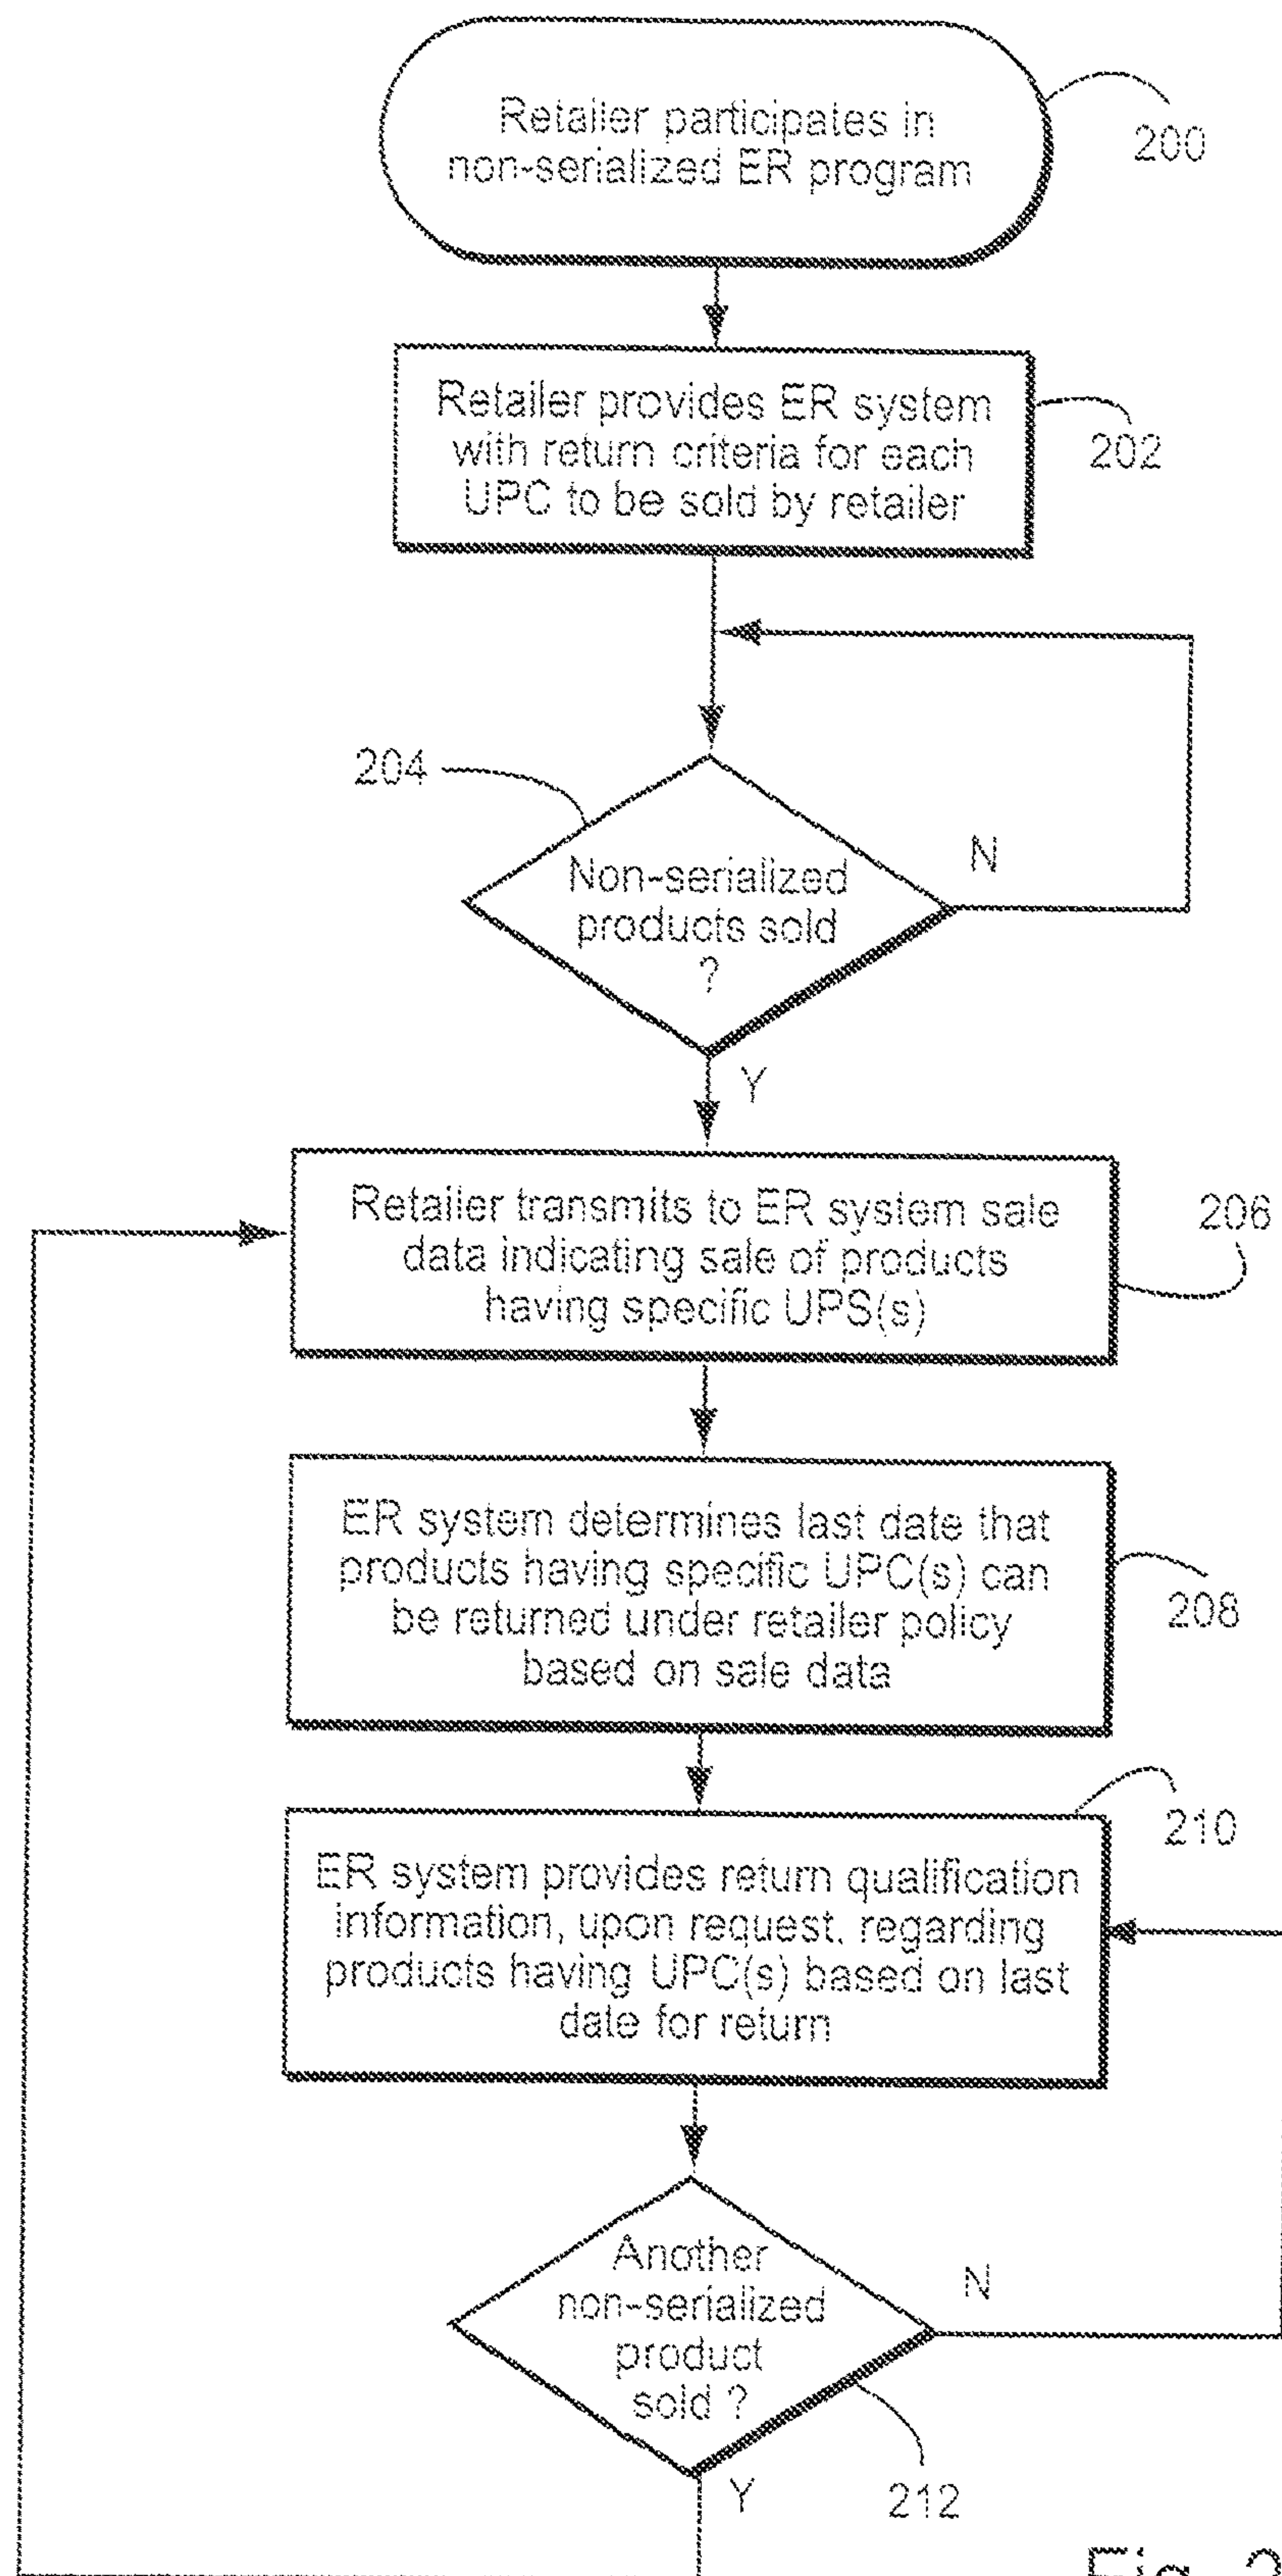 Retailer participates in
non-serialized ER program
200
Retailer provides ER system
with return criteria for each
UPC to be sold by retailer
202
204
Non-serialized
products sold
?
N
Y
Retailer transmits to ER system sale
data indicating sale of products
having specific UPS(s)
206
ER system determines last date that
products having specific UPC(s) can
be returned under retailer policy
based on sale data
208
210
ER system provides return qualification
information, upon request, regarding
products having UPC(s) based on last
date for return
Another
non-serialized
product
sold ?
N
Y
212
Fig.